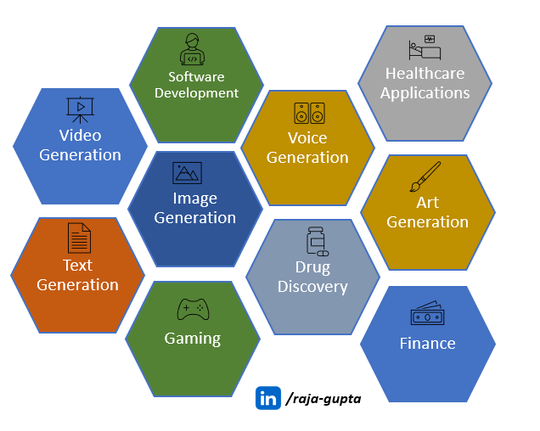 Software
Development
Healthcare
Applications
Video
Generation
Voice
Generation
Image
Generation
Art
Generation
Text
Generation
Drug
Discovery
Gaming
Finance
in /raja-gupta